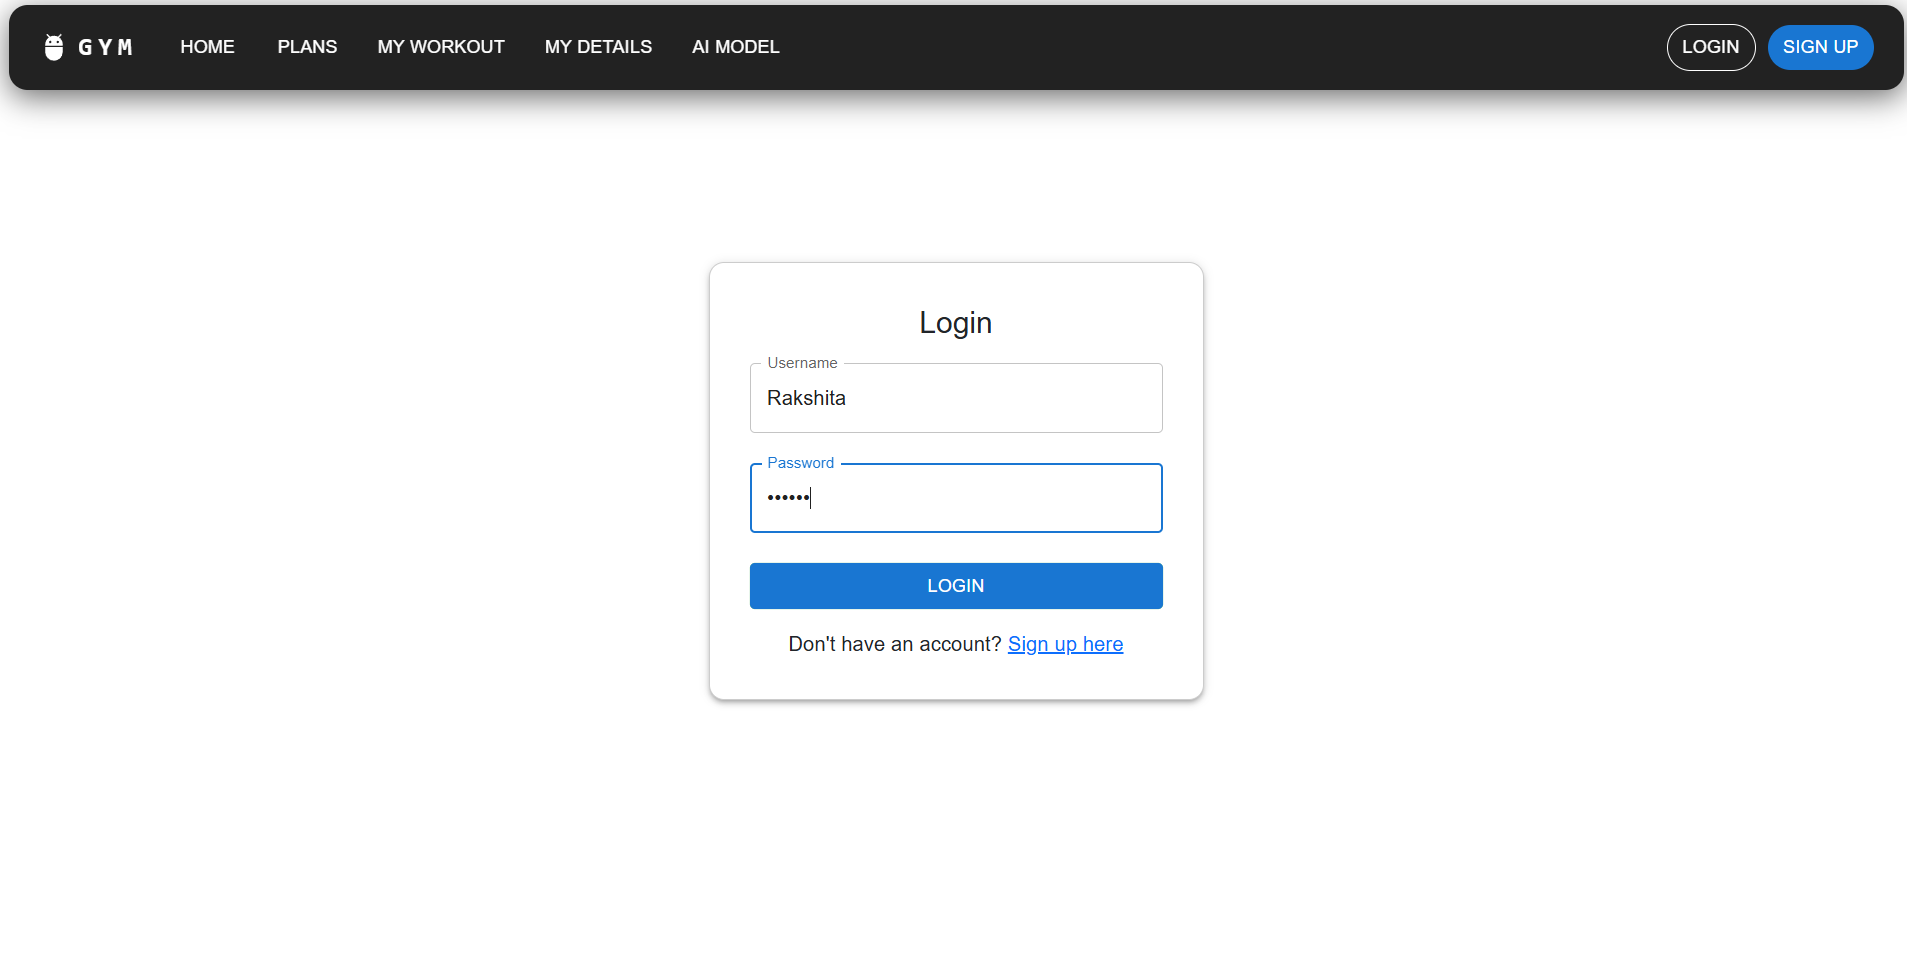 GYM HOME PLANS MY WORKOUT MY DETAILS AI MODEL LOGIN SIGN UP
Login
Username
Rakshita
Password
••••••
LOGIN
Don't have an account? Sign up here